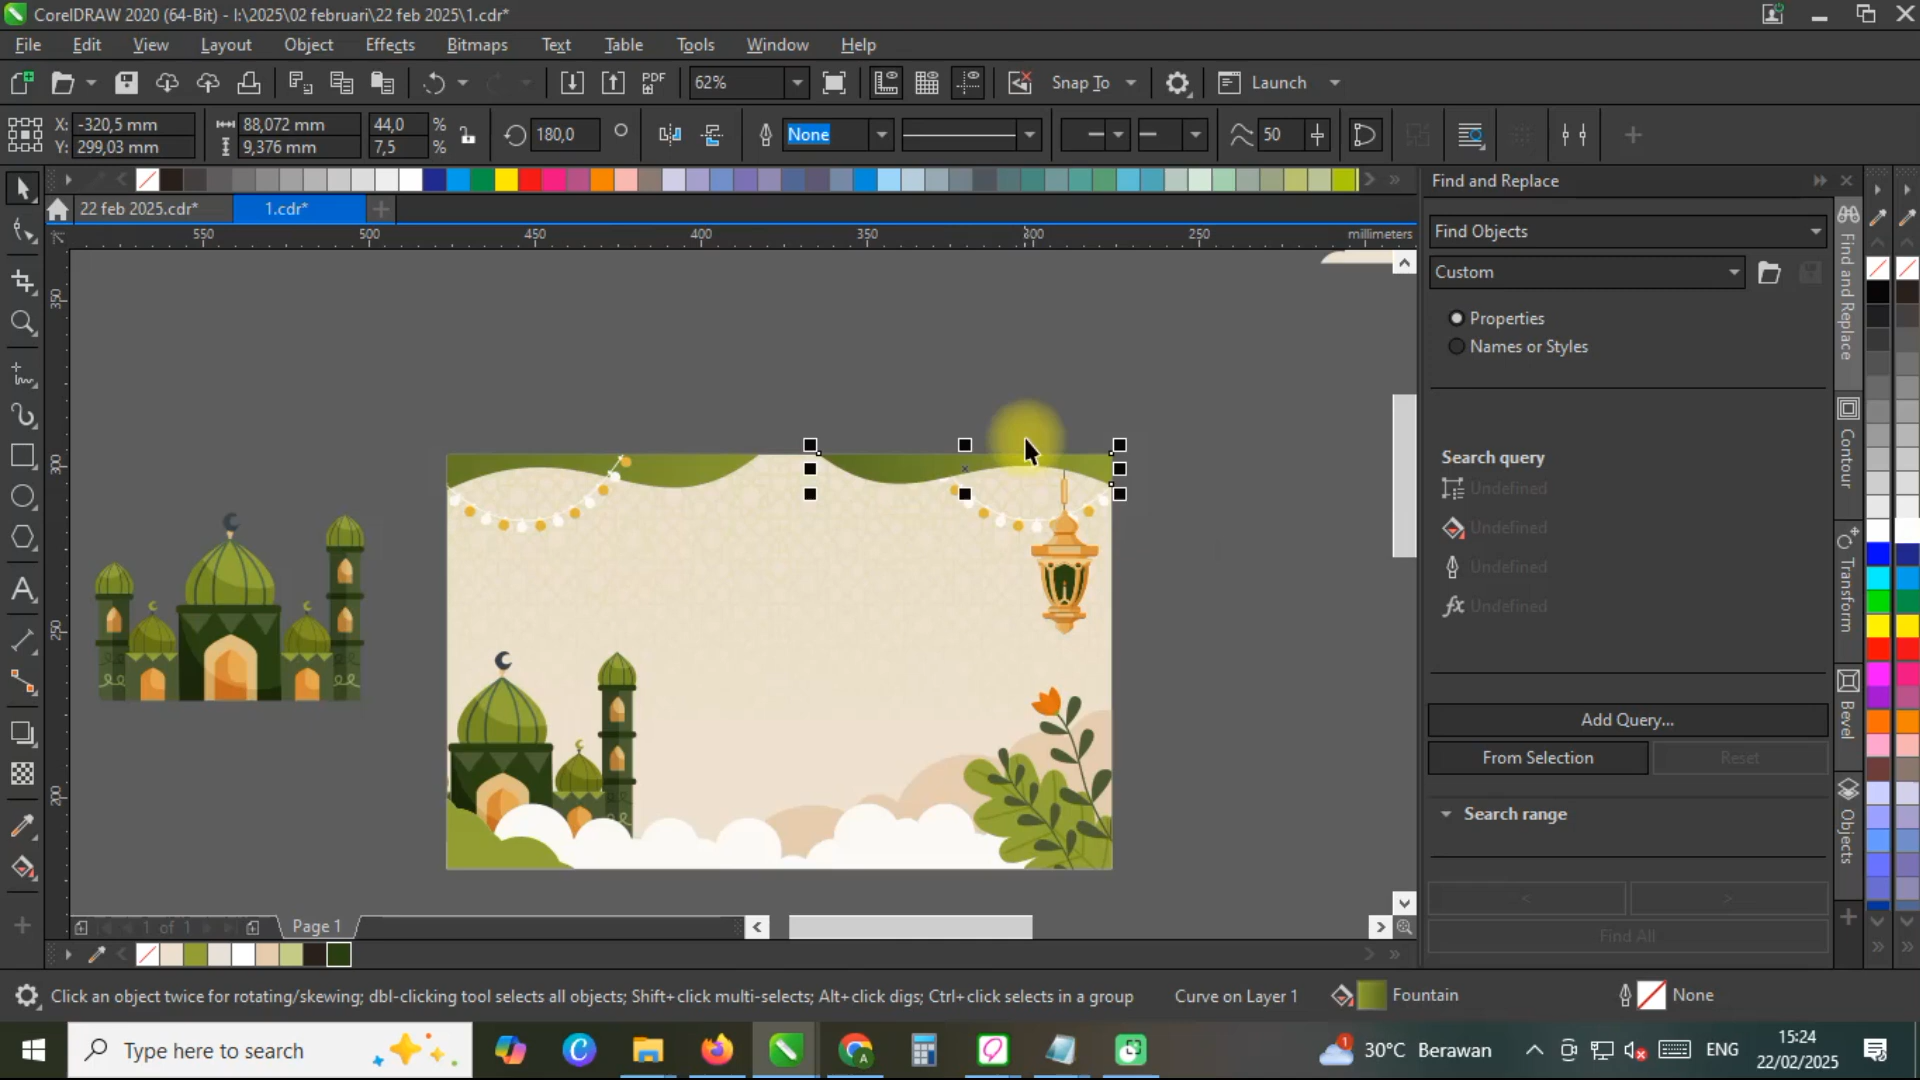 CorelDRAW 2020 (64-Bit) - I:\2025\02 februari\22 feb 2025\1.cdr*
File Edit View Layout Object Effects Bitmaps Text Table Tools Window Help
PDF 62% Snap To Launch
X: -320,5 mm 88,072 mm 44,0 % 180,0 ° None 50
Y: 299,03 mm 9,376 mm 7,5 %
Find and Replace
22 feb 2025.cdr* 1.cdr*
550 500 450 400 350 300 250 millimeters
350
300
250
200
Find Objects
Custom
Properties
Names or Styles
Search query
Undefined
Undefined
Undefined
fx Undefined
Add Query...
From Selection Reset
Search range
< >
Find All
Find and Replace
Contour
Transform
Bevel
Objects
1 of 1 Page 1
Click an object twice for rotating/skewing; dbl-clicking tool selects all objects; Shift+click multi-selects; Alt+click digs; Ctrl+click selects in a group Curve on Layer 1 Fountain None
Type here to search 1 30°C Berawan ENG 15:24
22/02/2025